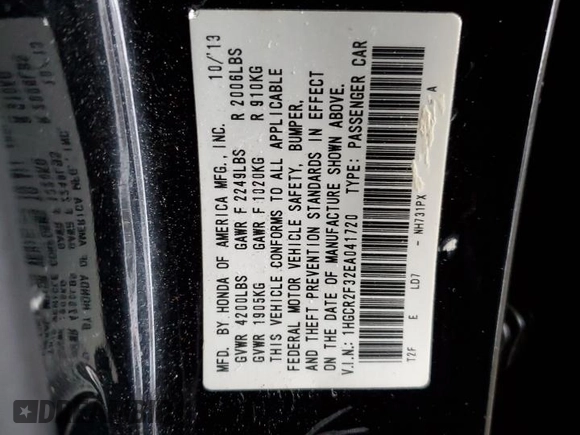 MFD. BY HONDA OF AMERICA MFG., INC. 10/'13
GVWR 4200LBS GAWR F 2249LBS R 2006LBS
GVWR 1905KG GAWR F 1020KG R 910KG
THIS VEHICLE CONFORMS TO ALL APPLICABLE
FEDERAL MOTOR VEHICLE SAFETY, BUMPER,
AND THEFT PREVENTION STANDARDS IN EFFECT
ON THE DATE OF MANUFACTURE SHOWN ABOVE.
V.I.N.: 1HGCR2F32EA041720 TYPE: PASSENGER CAR
T2F E LD7 - NH731PX A